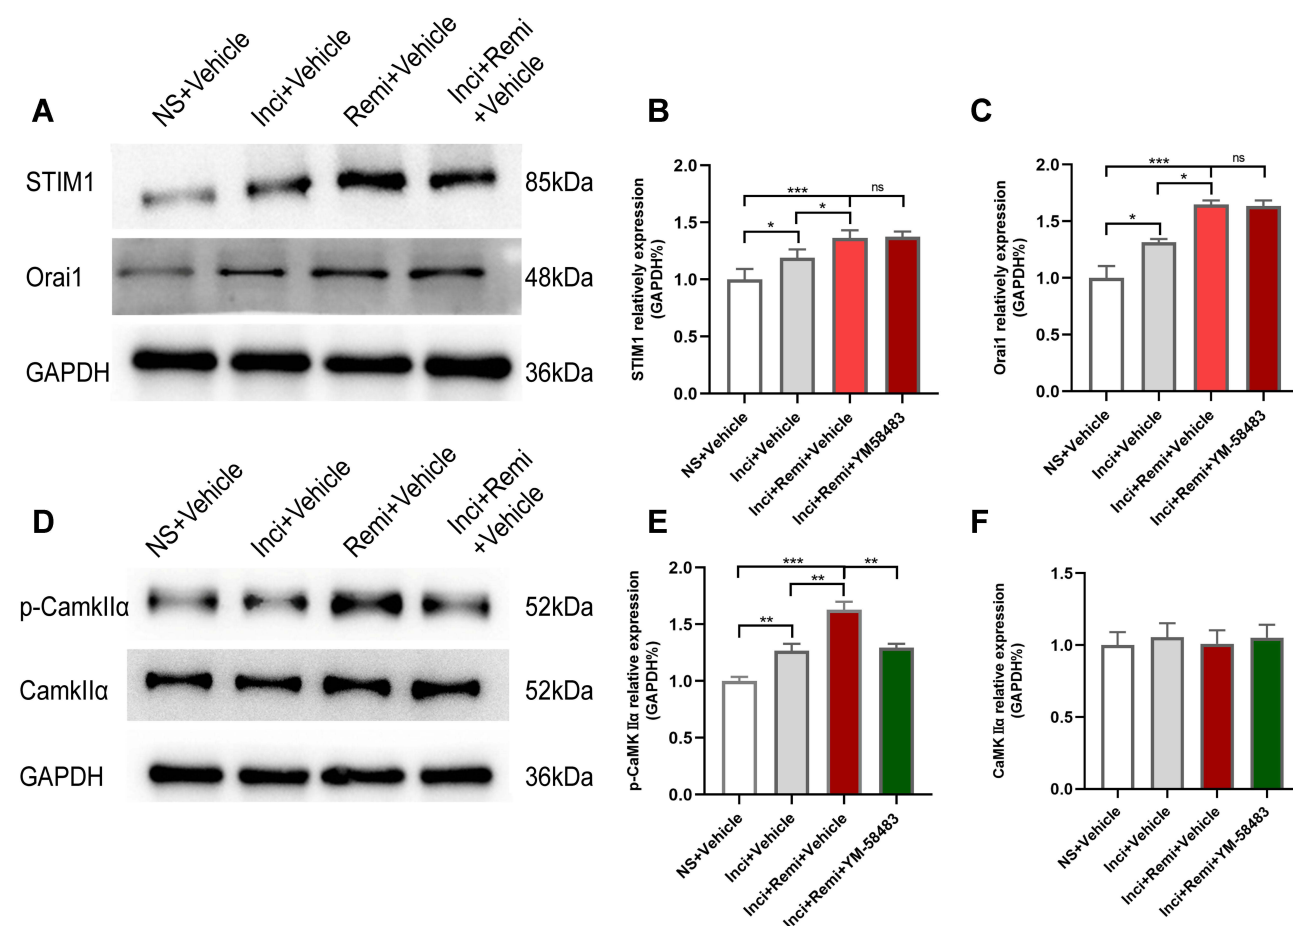 A
NS+Vehicle
Inci+Vehicle
Remi+Vehicle
Inci+Remi
+Vehicle
STIM1
85kDa
Orai1
48kDa
GAPDH
36kDa
B
STIM1 relatively expression
(GAPDH%)
2.0
1.5
1.0
0.5
0.0
***
ns
*
*
NS+Vehicle
Inci+Vehicle
Inci+Remi+Vehicle
Inci+Remi+YM58483
C
Orai1 relatively expression
(GAPDH%)
2.0
1.5
1.0
0.5
0.0
***
ns
*
*
NS+Vehicle
Inci+Vehicle
Inci+Remi+Vehicle
Inci+Remi+YM-58483
D
NS+Vehicle
Inci+Vehicle
Remi+Vehicle
Inci+Remi
+Vehicle
p-CamkIIα
52kDa
CamkIIα
52kDa
GAPDH
36kDa
E
p-CaMK IIα relative expression
(GAPDH%)
2.0
1.5
1.0
0.5
0.0
***
**
**
**
NS+Vehicle
Inci+Vehicle
Inci+Remi+Vehicle
Inci+Remi+YM-58483
F
CaMK IIα relative expression
(GAPDH%)
1.5
1.0
0.5
0.0
NS+Vehicle
Inci+Vehicle
Inci+Remi+Vehicle
Inci+Remi+YM-58483